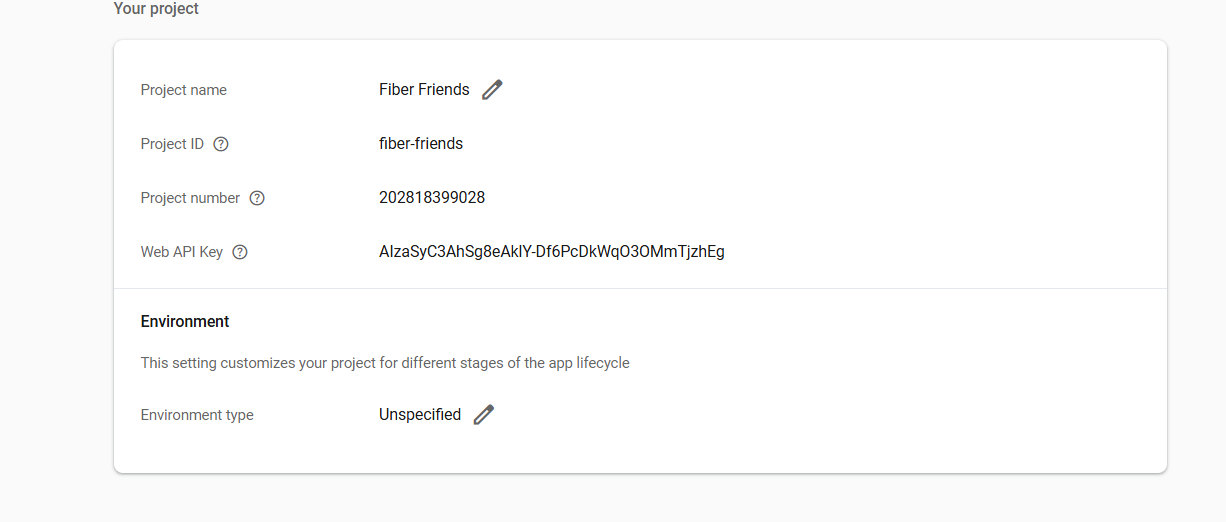 Your project
Project name Fiber Friends
Project ID fiber-friends
Project number 202818399028
Web API Key AIzaSyC3AhSg8eAkIY-Df6PcDkWqO3OMmTjzhEg
Environment
This setting customizes your project for different stages of the app lifecycle
Environment type Unspecified